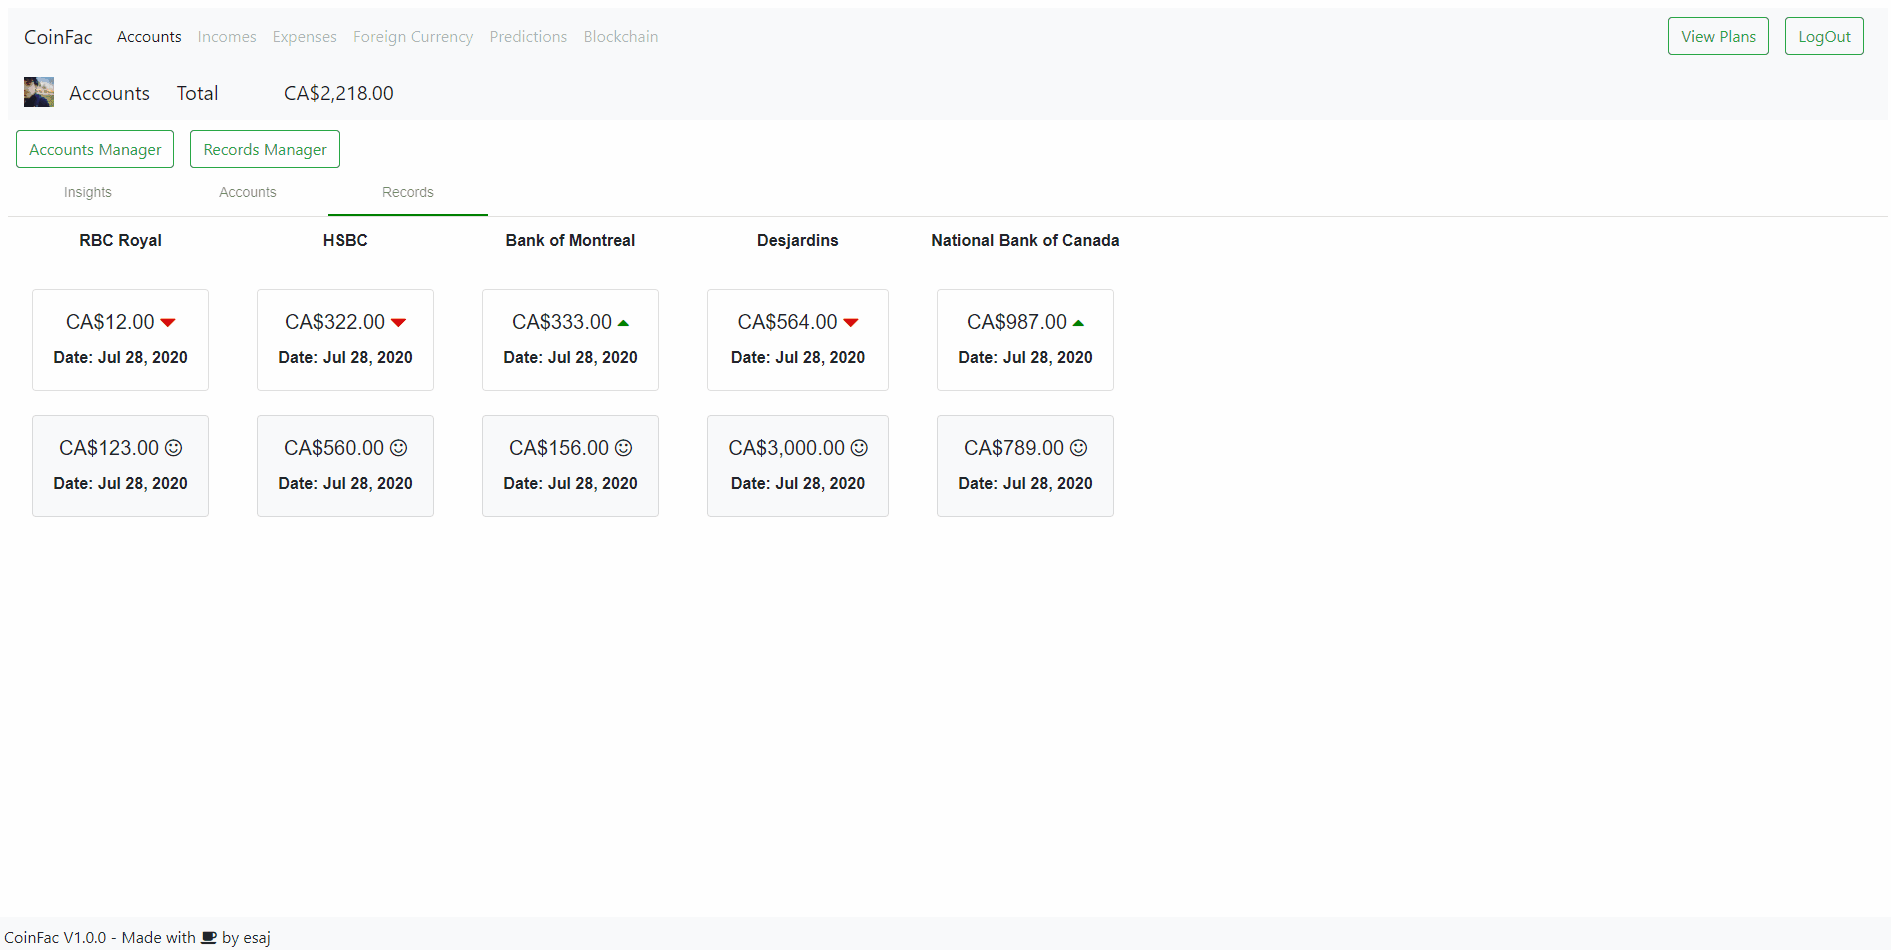 CoinFac Accounts Incomes Expenses Foreign Currency Predictions Blockchain View Plans LogOut
Accounts Total CA$2,218.00
Accounts Manager Records Manager
Insights Accounts Records
RBC Royal HSBC Bank of Montreal Desjardins National Bank of Canada
CA$12.00 CA$322.00 CA$333.00 CA$564.00 CA$987.00
Date: Jul 28, 2020 Date: Jul 28, 2020 Date: Jul 28, 2020 Date: Jul 28, 2020 Date: Jul 28, 2020
CA$123.00 CA$560.00 CA$156.00 CA$3,000.00 CA$789.00
Date: Jul 28, 2020 Date: Jul 28, 2020 Date: Jul 28, 2020 Date: Jul 28, 2020 Date: Jul 28, 2020
CoinFac V1.0.0 - Made with by esaj